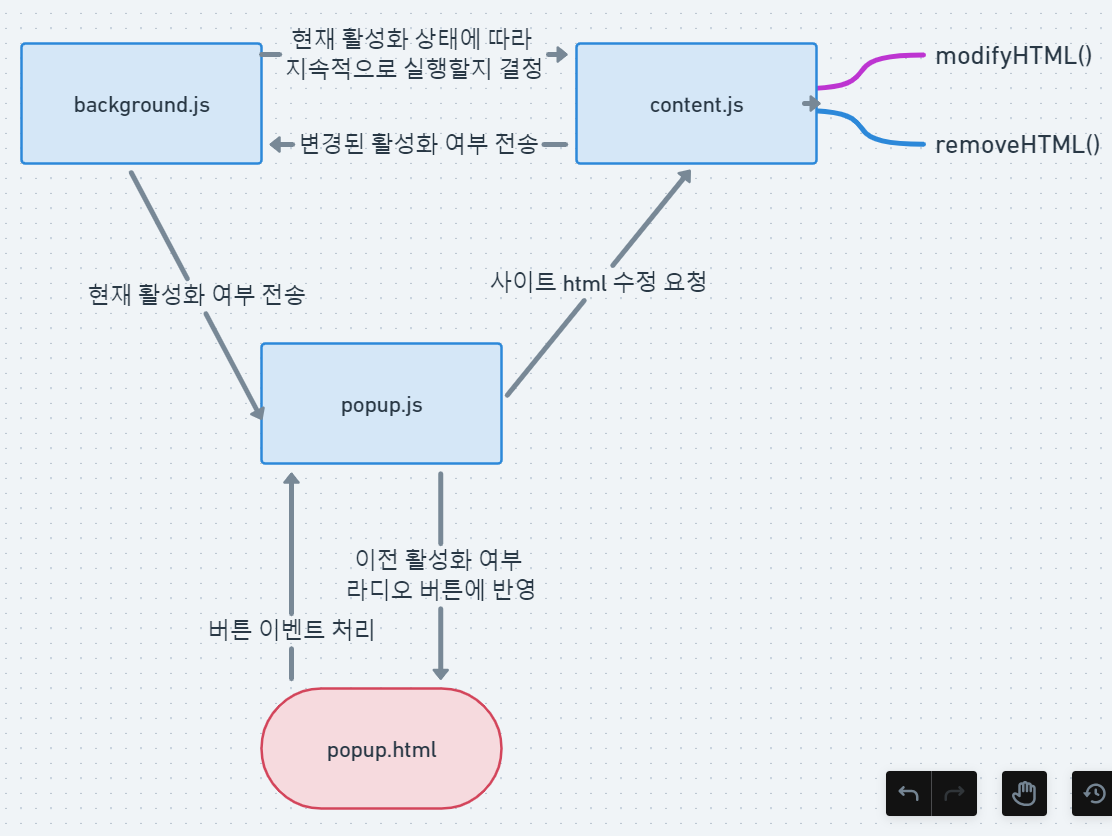 현재 활성화 상태에 따라
지속적으로 실행할지 결정
background.js
content.js
modifyHTML()
변경된 활성화 여부 전송
removeHTML()
현재 활성화 여부 전송
사이트 html 수정 요청
popup.js
이전 활성화 여부
라디오 버튼에 반영
버튼 이벤트 처리
popup.html